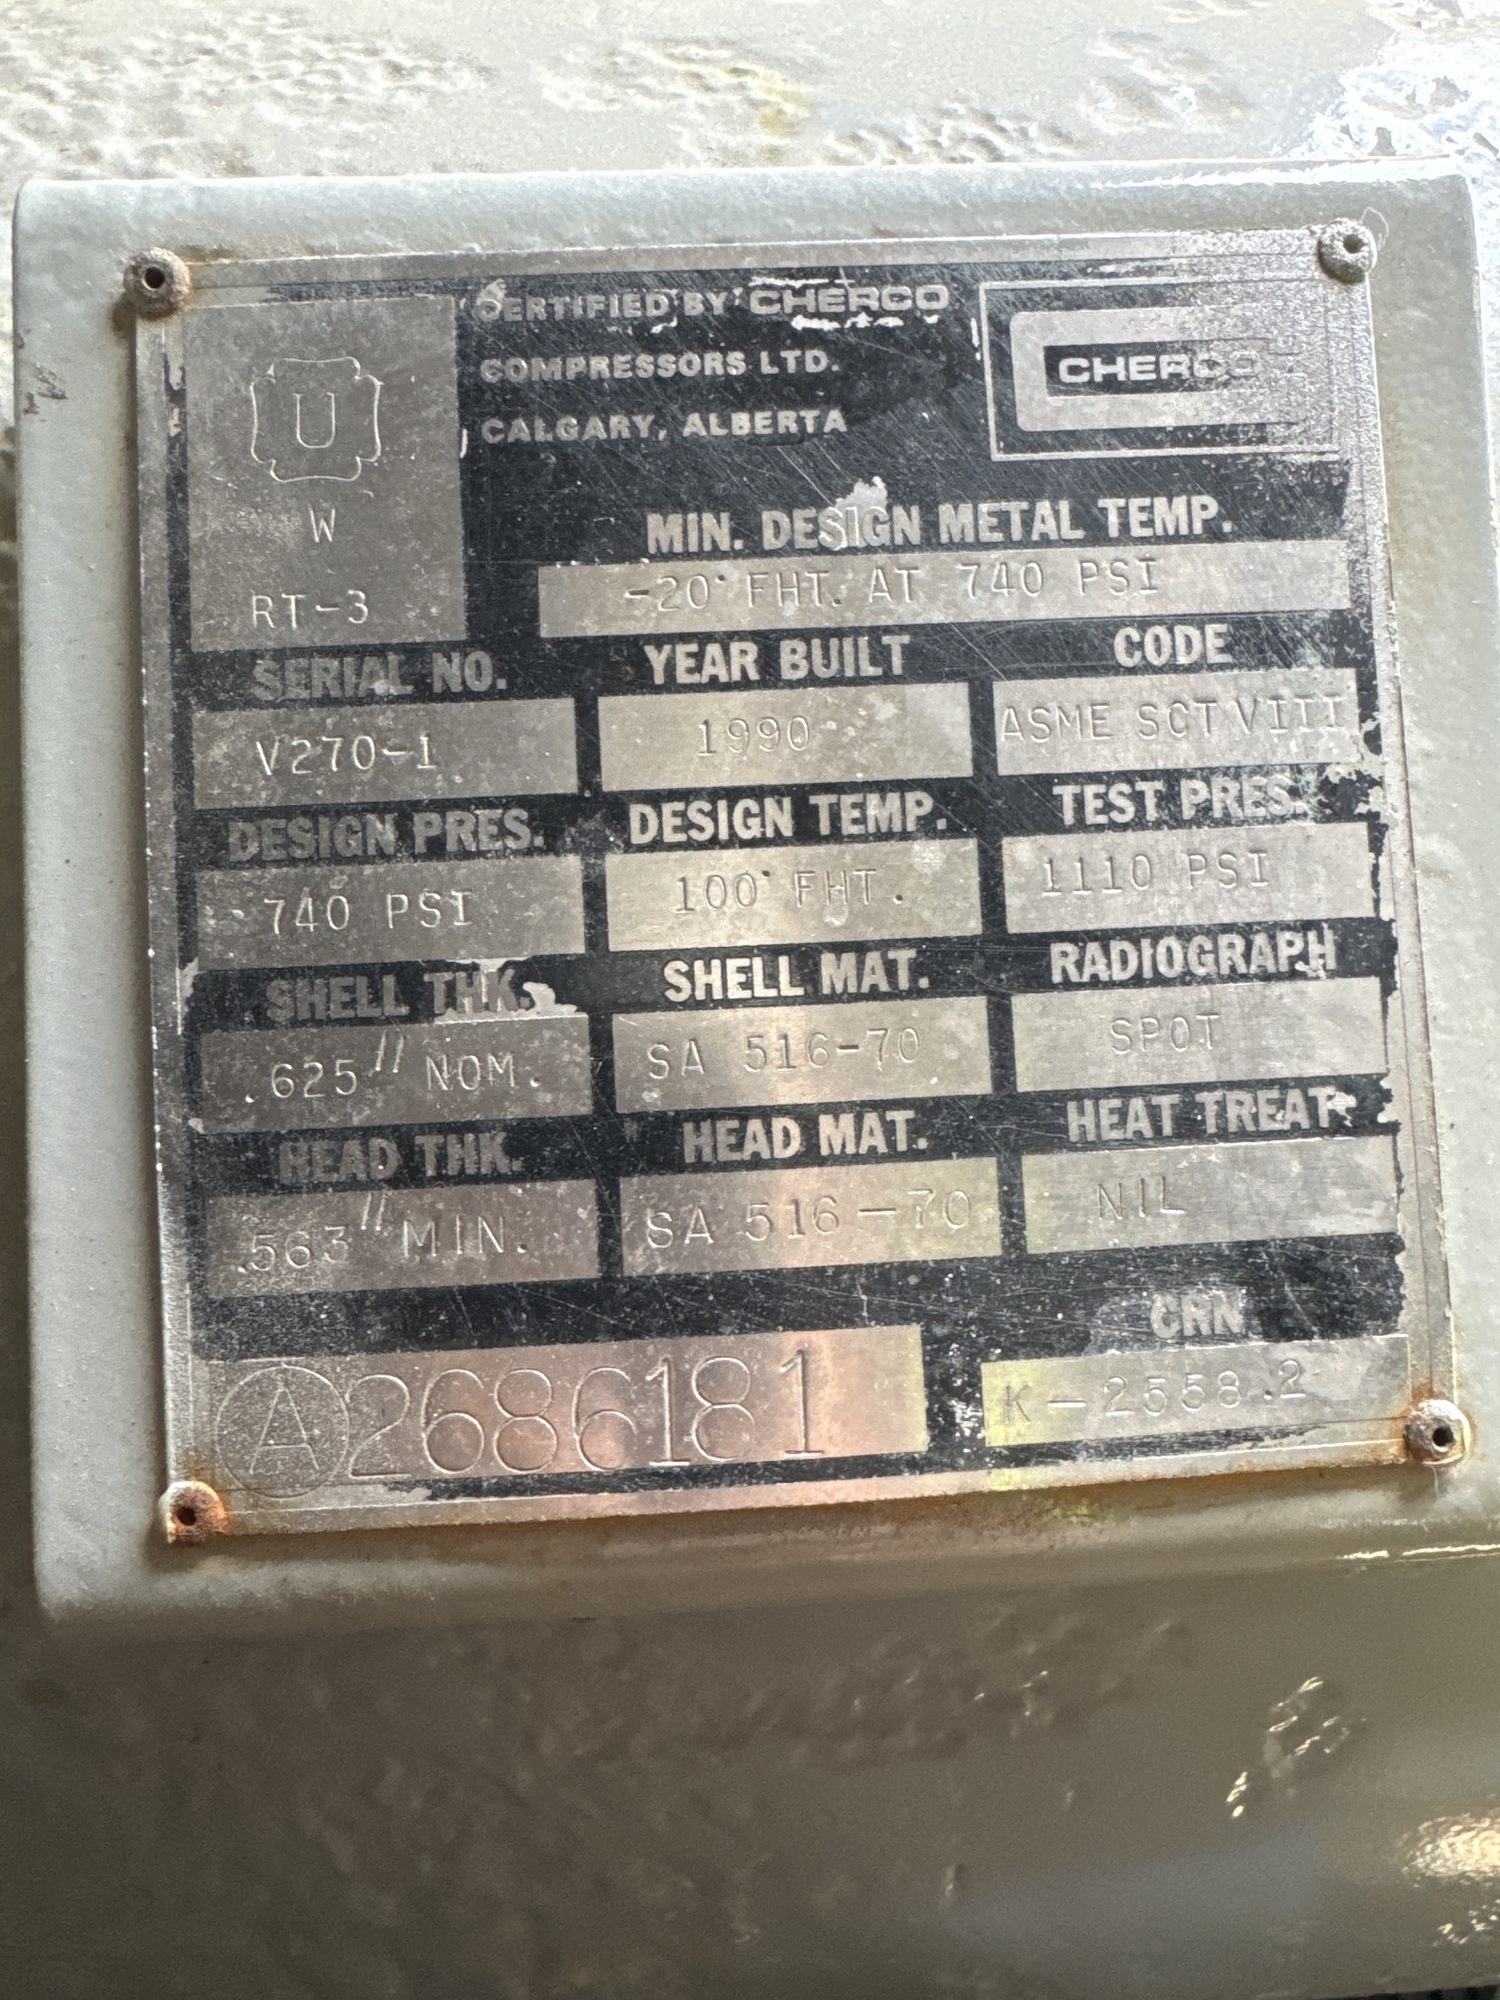 CERTIFIED BY CHERCO
COMPRESSORS LTD.
CALGARY, ALBERTA
CHERCO
U
W
RT-3
MIN. DESIGN METAL TEMP.
-20° FHT. AT 740 PSI
SERIAL NO. YEAR BUILT CODE
V270-1 1990 ASME SCT VIII
DESIGN PRES. DESIGN TEMP. TEST PRES.
740 PSI 100° FHT. 1110 PSI
SHELL THK. SHELL MAT. RADIOGRAPH
.625" NOM. SA 516-70 SPOT
HEAD THK. HEAD MAT. HEAT TREAT
.563" MIN. SA 516-70 NIL
CRN
A 2686181 K-2558.2